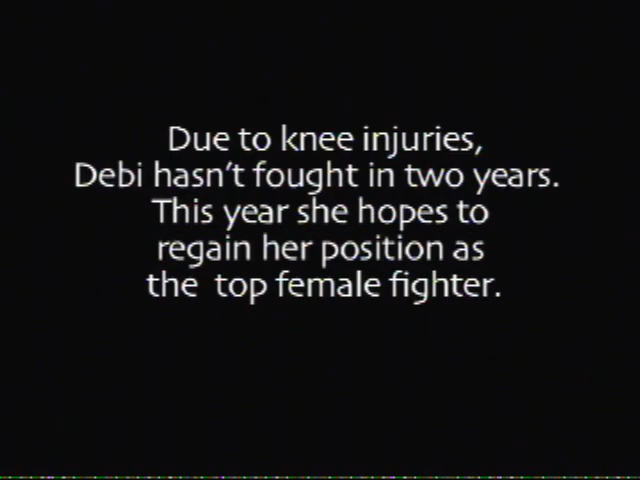 Due to knee injuries,
Debi hasn't fought in two years.
This year she hopes to
regain her position as
the  top female fighter.